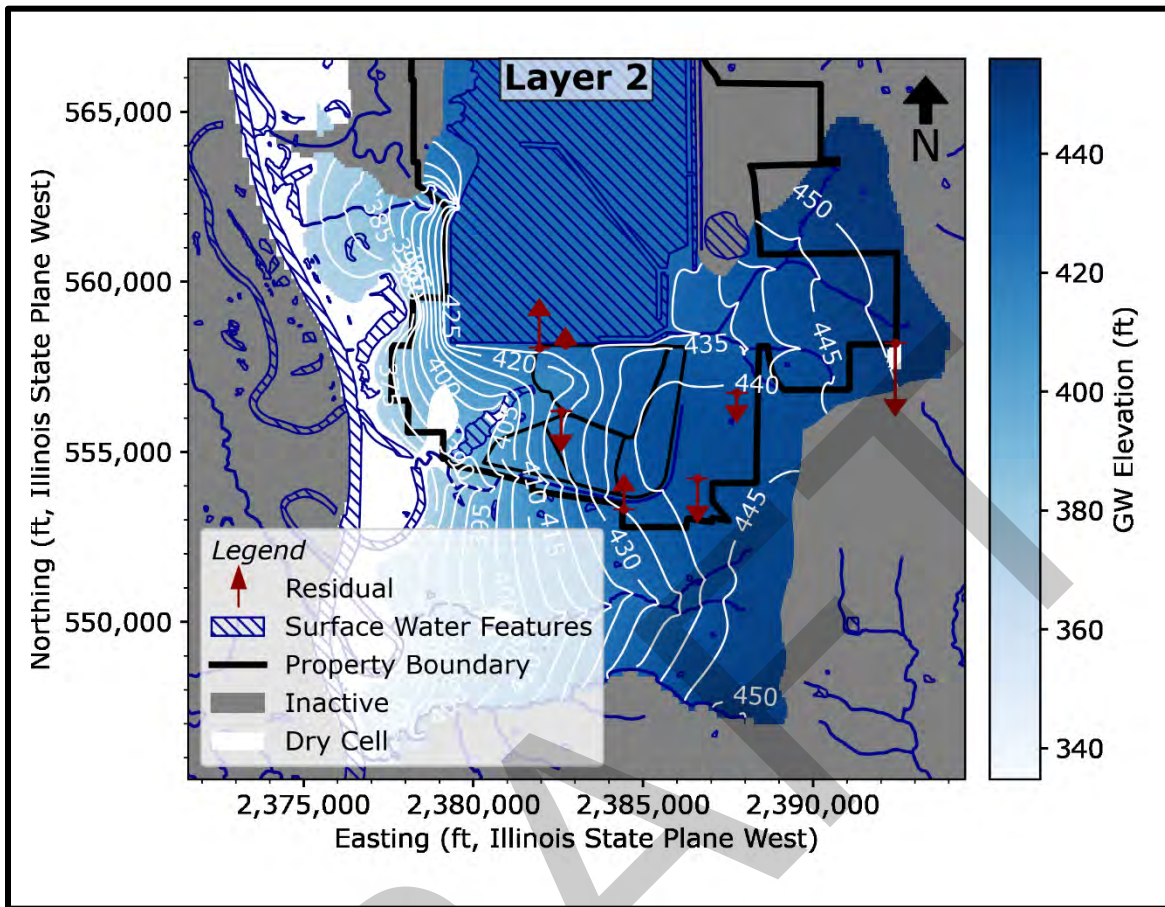 Layer 2
N
565,000
560,000
555,000
550,000
Northing (ft, Illinois State Plane West)
2,375,000
2,380,000
2,385,000
2,390,000
Easting (ft, Illinois State Plane West)
440
420
400
380
360
340
GW Elevation (ft)
450
385
425
420
435
445
440
400
405
410
395
415
430
445
450
Legend
Residual
Surface Water Features
Property Boundary
Inactive
Dry Cell
DRAFT